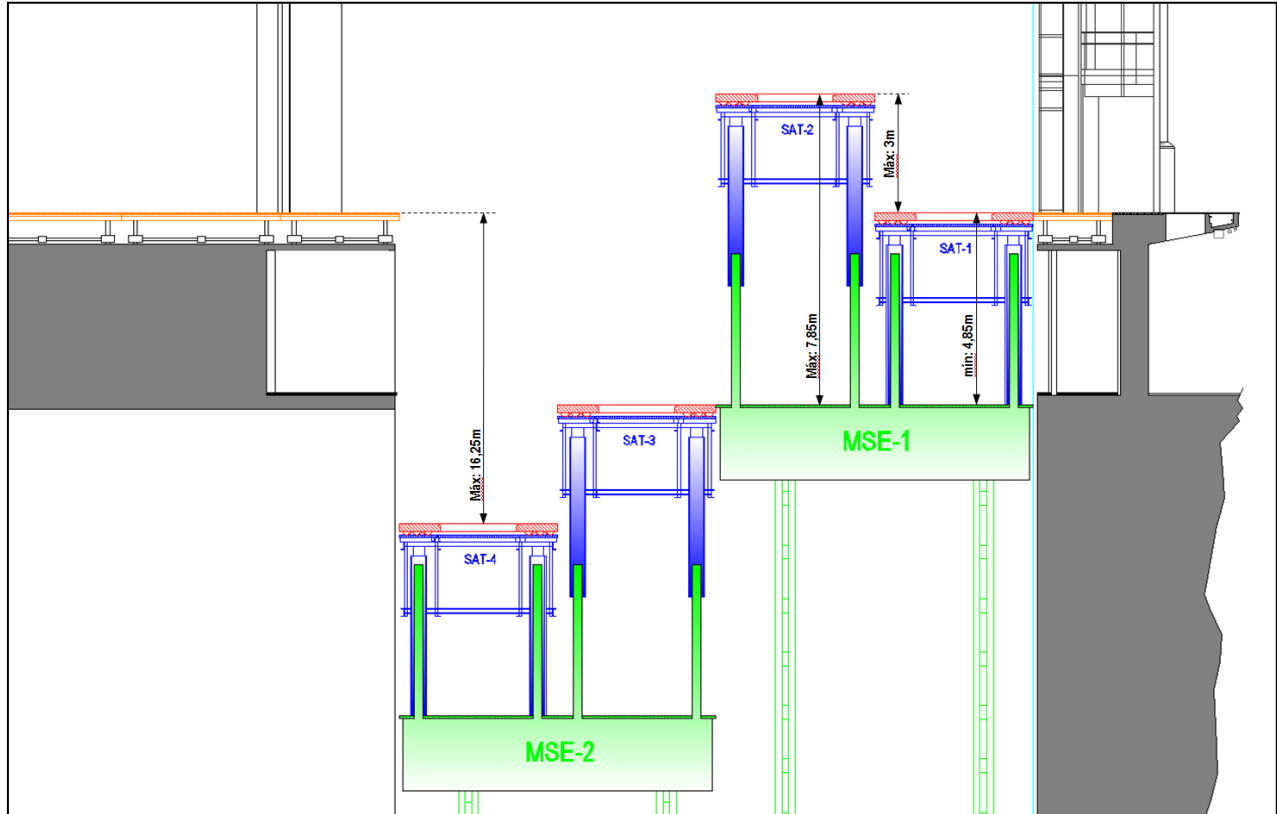 SAT-2
Máx: 3m
SAT-1
Máx: 7,85m
mín: 4,85m
MSE-1
Máx: 16,25m
SAT-3
SAT-4
MSE-2